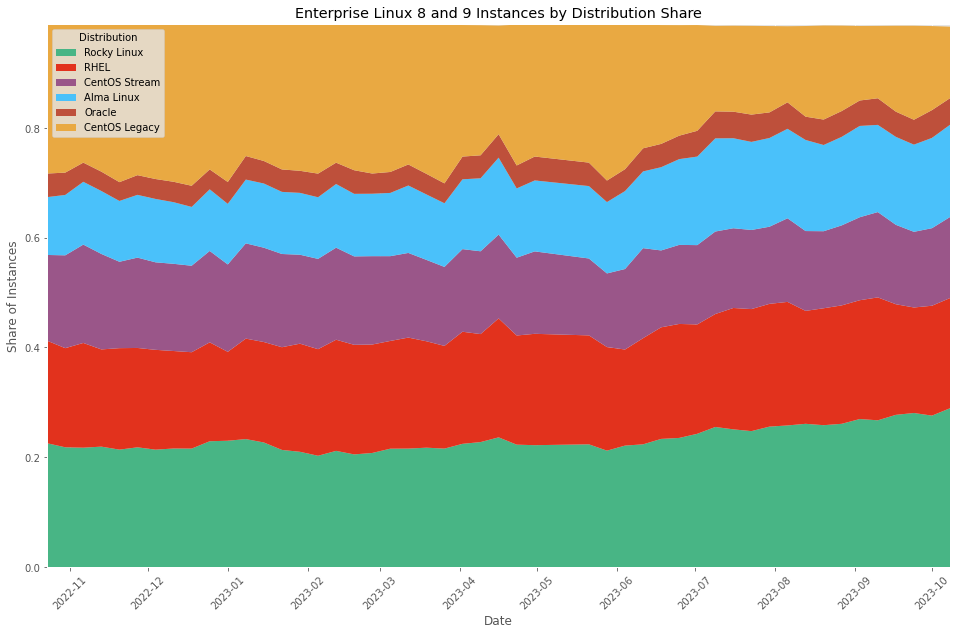 Enterprise Linux 8 and 9 Instances by Distribution Share
Distribution
Rocky Linux
RHEL
CentOS Stream
Alma Linux
Oracle
CentOS Legacy
Share of Instances
0.8
0.6
0.4
0.2
0.0
2022-11
2022-12
2023-01
2023-02
2023-03
2023-04
2023-05
2023-06
2023-07
2023-08
2023-09
2023-10
Date